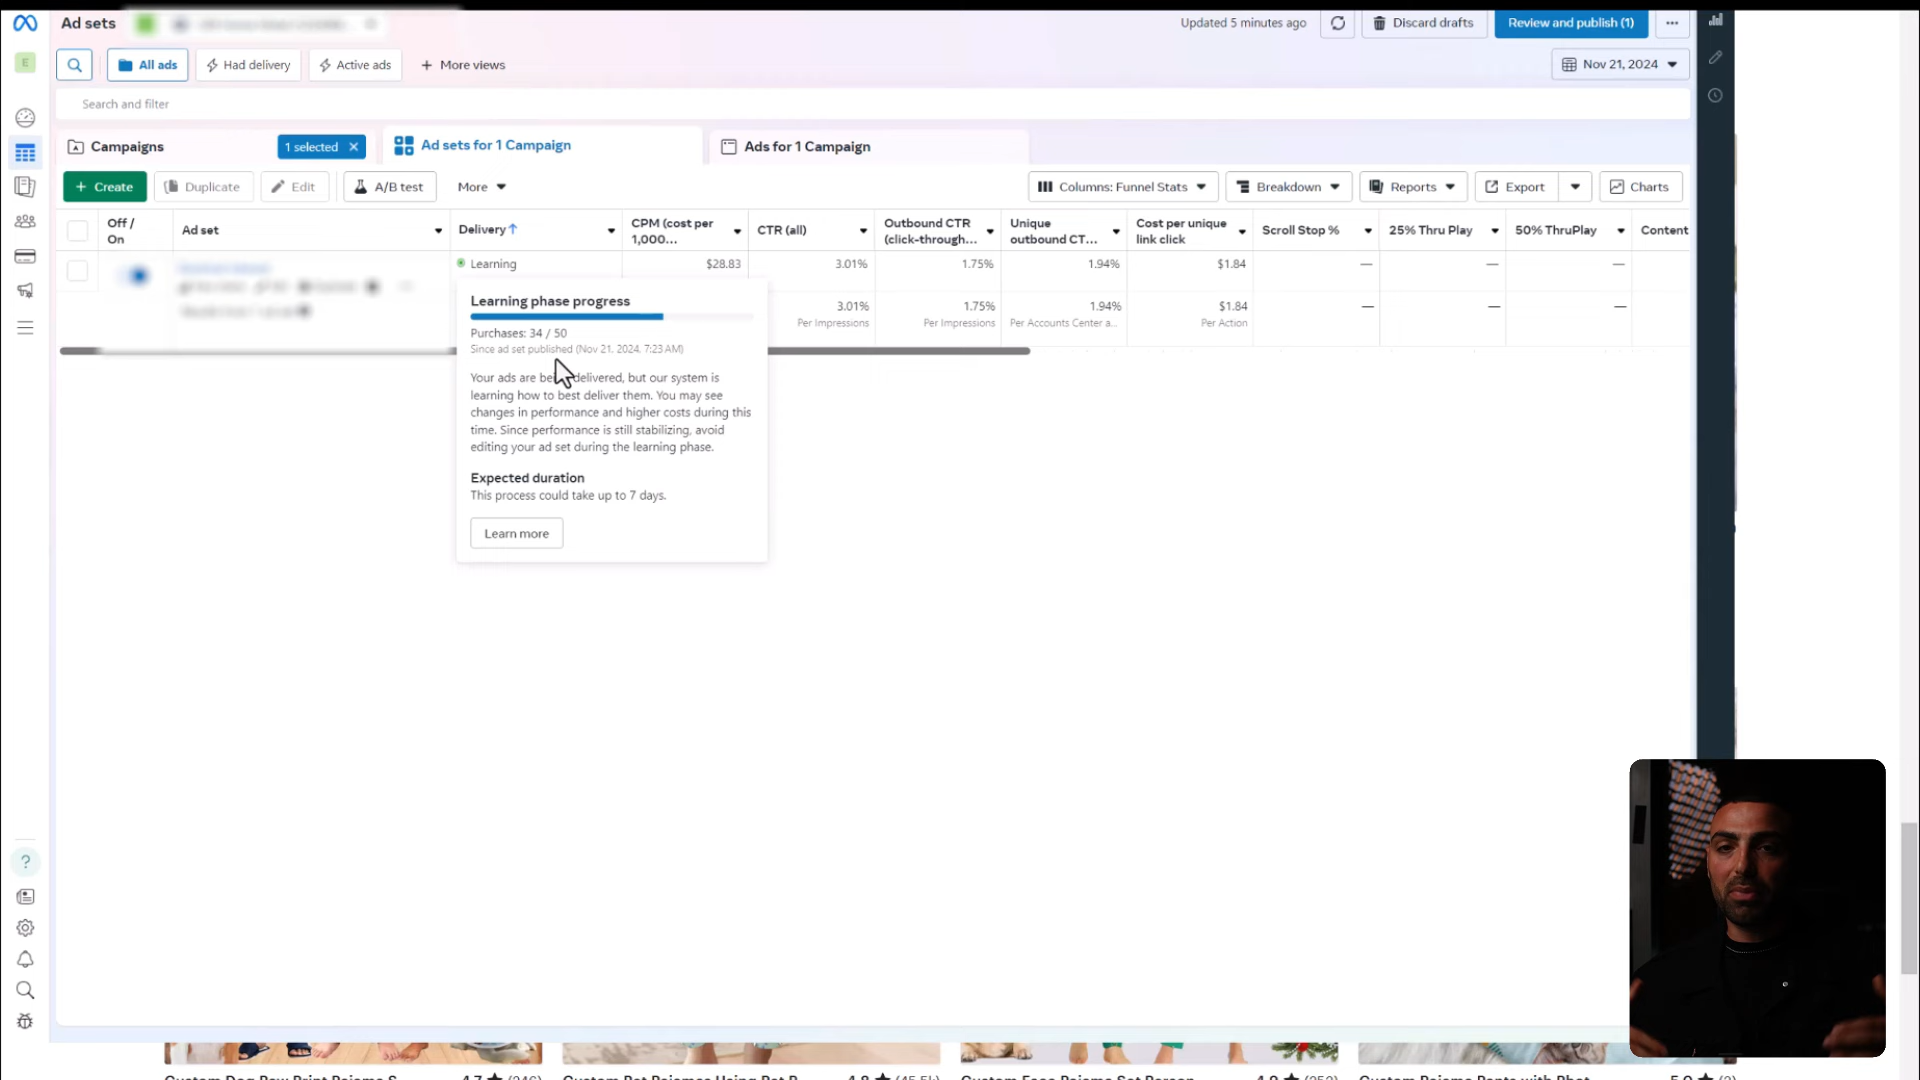 Ad sets
Updated 5 minutes ago
Discard drafts
Review and publish (1)
E
All ads
Had delivery
Active ads
+ More views
Nov 21, 2024
Search and filter
Campaigns
1 selected
Ad sets for 1 Campaign
Ads for 1 Campaign
+ Create
Duplicate
Edit
A/B test
More
Columns: Funnel Stats
Breakdown
Reports
Export
Charts
Off / On
Ad set
Delivery
CPM (cost per 1,000...
CTR (all)
Outbound CTR (click-through...
Unique outbound CT...
Cost per unique link click
Scroll Stop %
25% Thru Play
50% ThruPlay
Content
Learning
$28.83
3.01%
1.75%
1.94%
$1.84
—
—
—
3.01%
1.75%
1.94%
$1.84
—
—
—
Per Impressions
Per Impressions
Per Accounts Center a...
Per Action
Learning phase progress
Purchases: 34 / 50
Since ad set published (Nov 21, 2024, 7:23 AM)
Your ads are being delivered, but our system is
learning how to best deliver them. You may see
changes in performance and higher costs during this
time. Since performance is still stabilizing, avoid
editing your ad set during the learning phase.
Expected duration
This process could take up to 7 days.
Learn more
Custom Dog Paw Print Pajama S
4.7 ★ (246)
Custom Pet Pajamas Using Pet P
4.8 ★ (45.5k)
Custom Face Pajama Set Person
4.9 ★ (252)
Custom Pajama Pants with Phot
5.0 ★